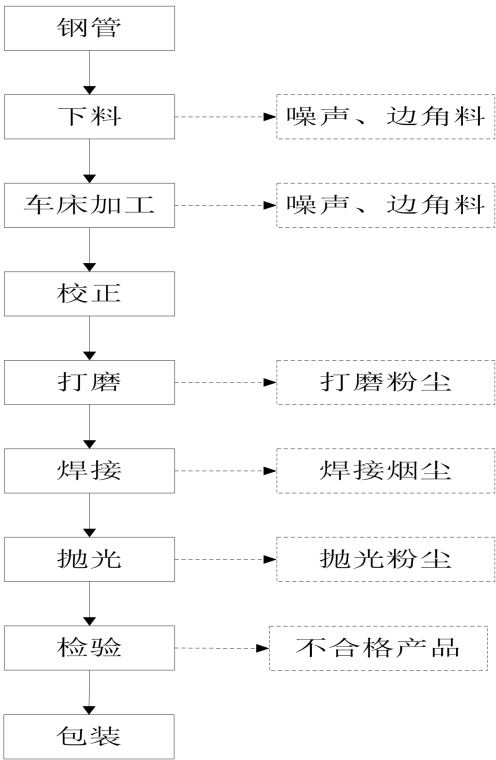 钢管
下料
噪声、边角料
车床加工
噪声、边角料
校正
打磨
打磨粉尘
焊接
焊接烟尘
抛光
抛光粉尘
检验
不合格产品
包装